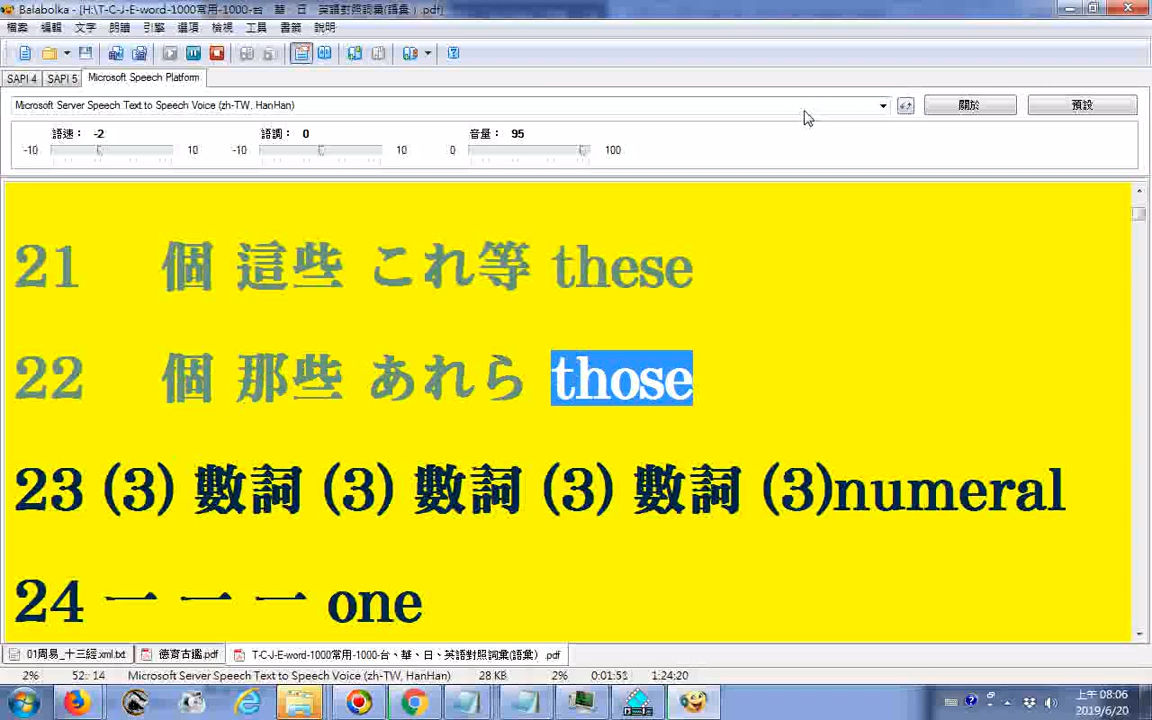 Balabolka - [H:\T-C-J-E-word-1000常用-1000-台、華、日、英語對照詞彙(語彙).pdf]
檔案 編輯 文字 朗讀 引擎 選項 檢視 工具 書籤 說明
SAPI 4 SAPI 5 Microsoft Speech Platform
Microsoft Server Speech Text to Speech Voice (zh-TW, HanHan) 關於 預設
語速： -2 語調： 0 音量： 95
-10 10 -10 10 0 100
21 個 這些 これ等 these
22 個 那些 あれら those
23 (3) 數詞 (3) 數詞 (3) 數詞 (3)numeral
24 一 一 一 one
01周易_十三經.xml.txt 德育古鑑.pdf T-C-J-E-word-1000常用-1000-台、華、日、英語對照詞彙(語彙).pdf
2% 52: 14 Microsoft Server Speech Text to Speech Voice (zh-TW, HanHan) 28 KB 2% 0:01:51 1:24:20
上午 08:06
2019/6/20